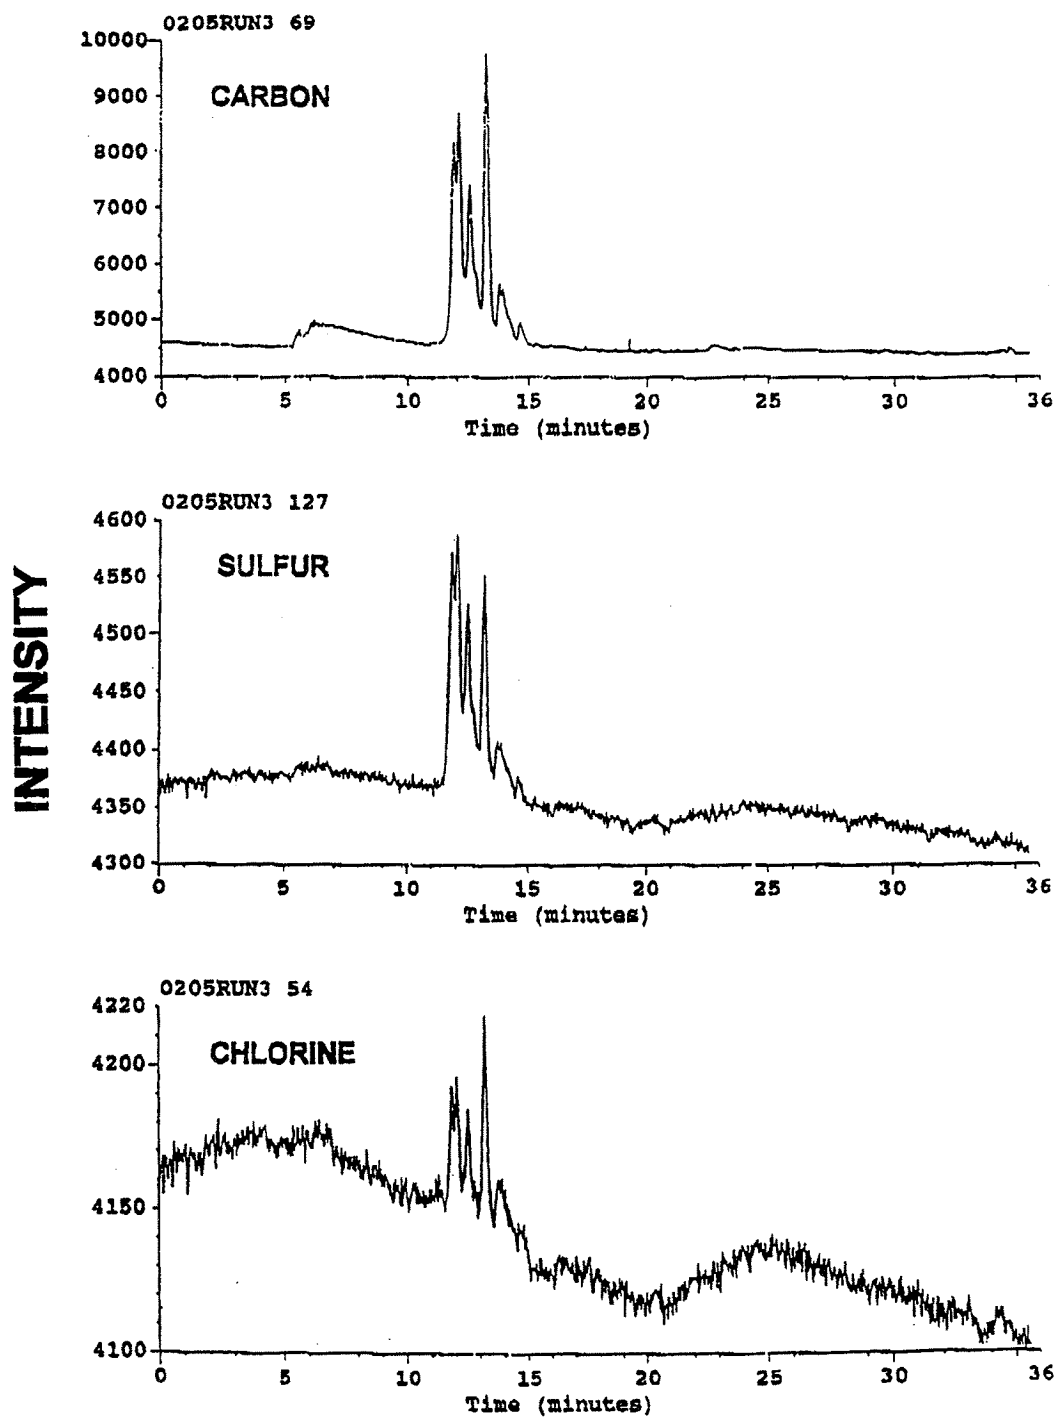 0205RUN3 69
CARBON
10000
9000
8000
7000
6000
5000
4000
0 5 10 15 20 25 30 36
Time (minutes)
INTENSITY
0205RUN3 127
SULFUR
4600
4550
4500
4450
4400
4350
4300
0 5 10 15 20 25 30 36
Time (minutes)
0205RUN3 54
CHLORINE
4220
4200
4150
4100
0 5 10 15 20 25 30 36
Time (minutes)